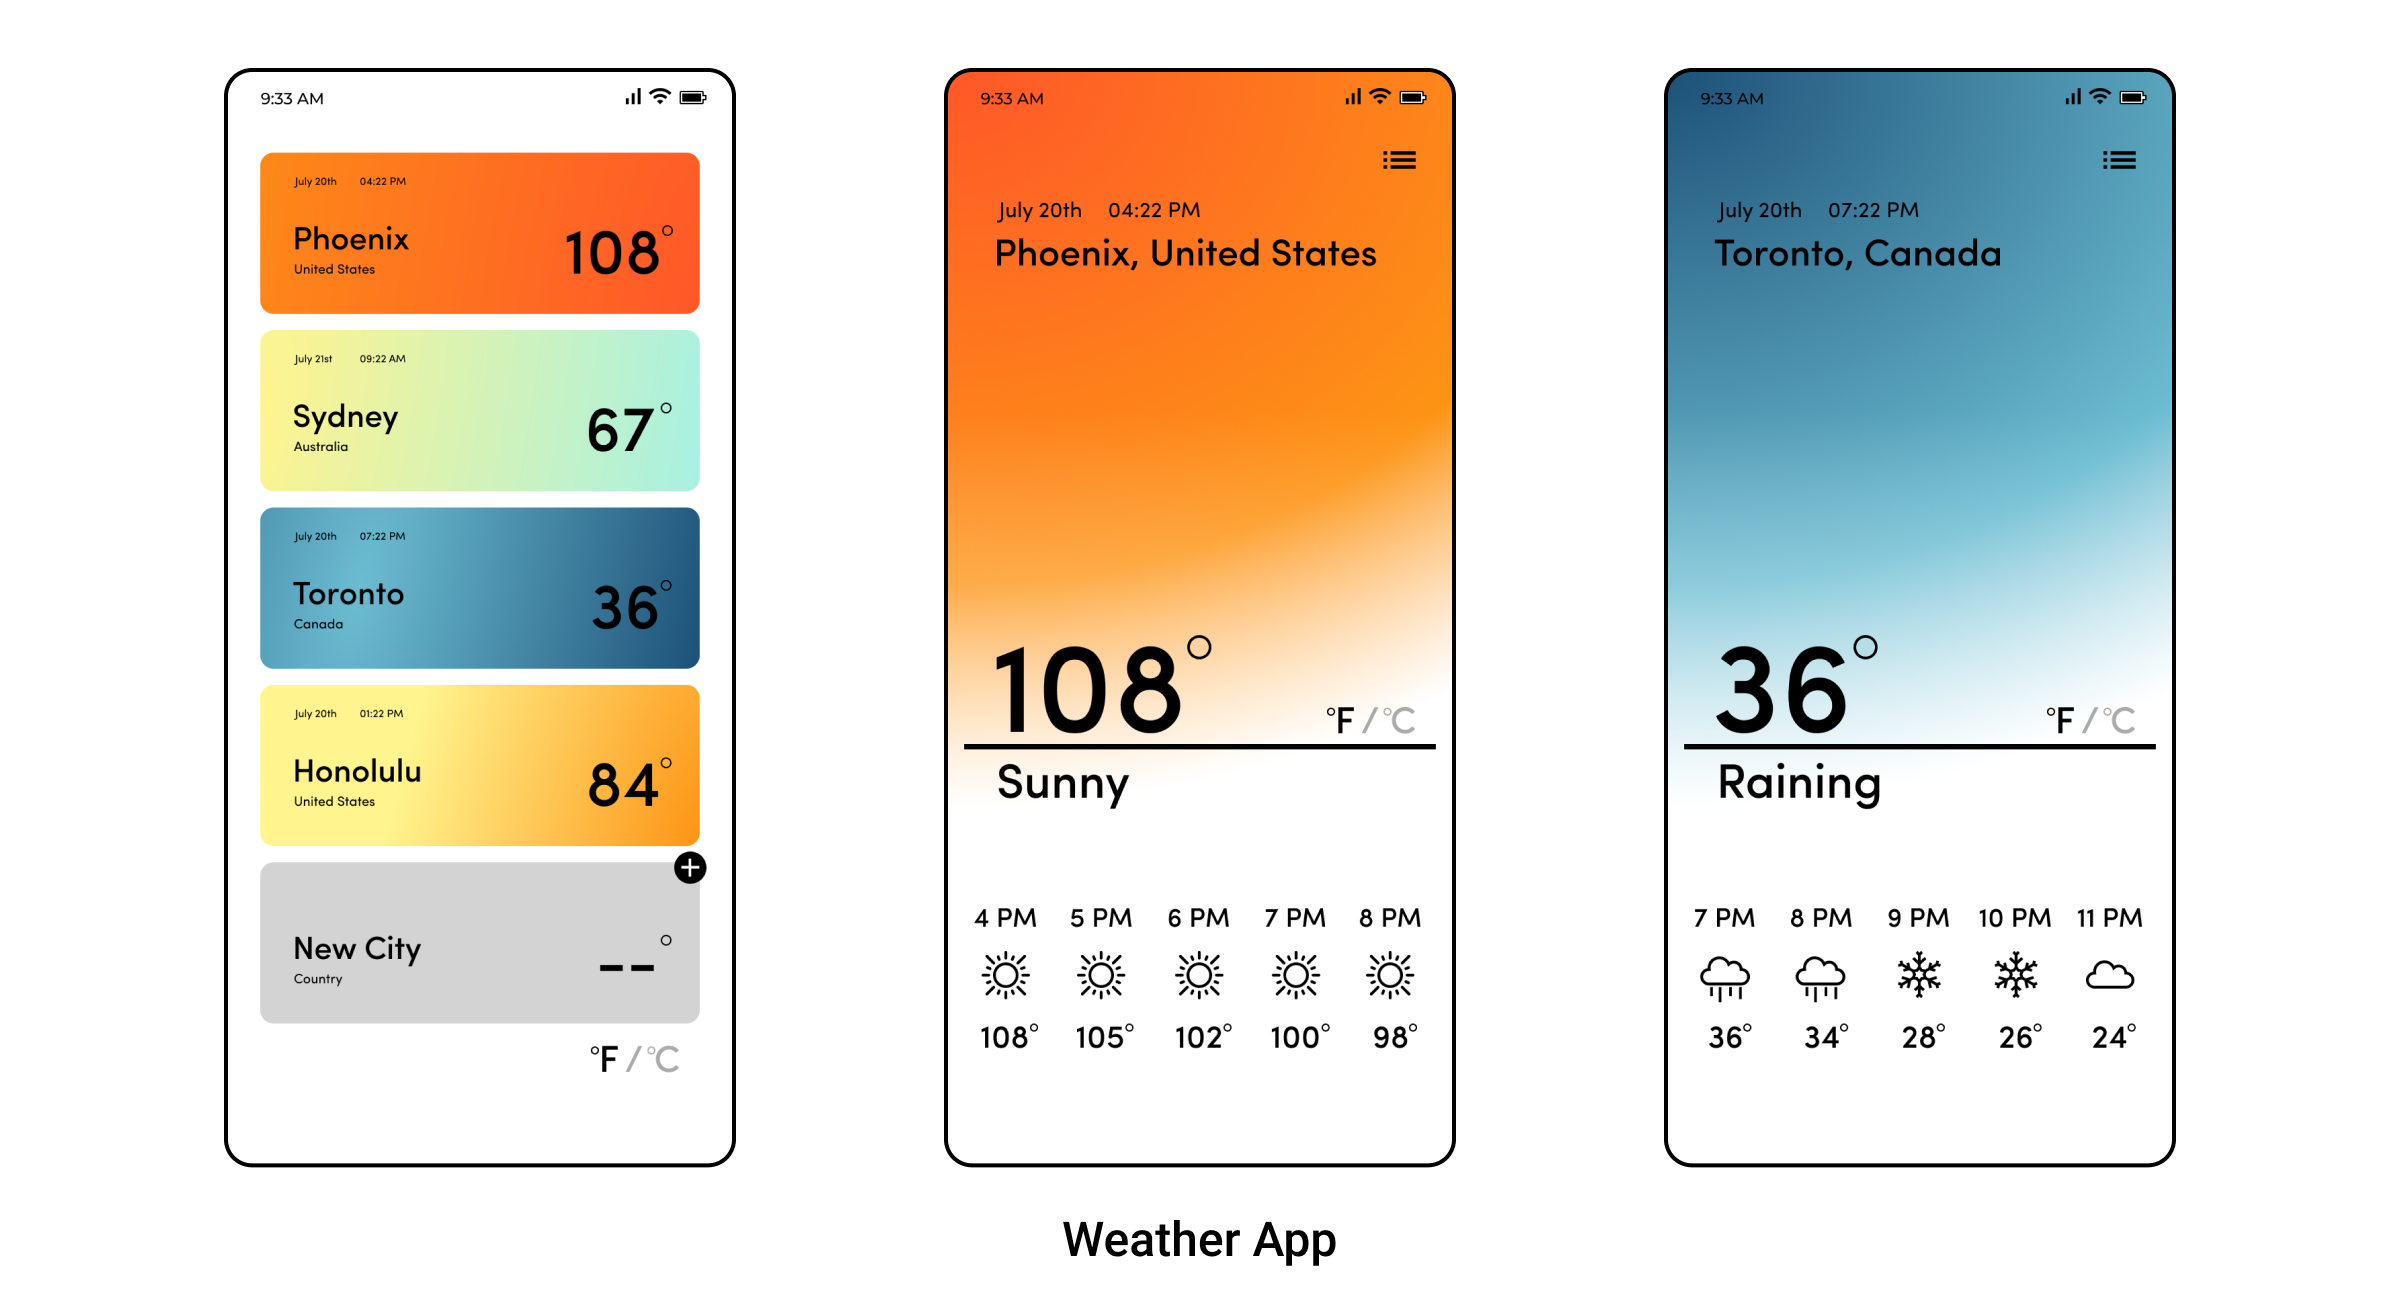 9:33 AM
July 20th 04:22 PM
Phoenix
United States
108°
July 21st 09:22 AM
Sydney
Australia
67°
July 20th 07:22 PM
Toronto
Canada
36°
July 20th 01:22 PM
Honolulu
United States
84°
New City
Country
--°
°F / °C
9:33 AM
July 20th 04:22 PM
Phoenix, United States
108°
°F / °C
Sunny
4 PM 5 PM 6 PM 7 PM 8 PM
108° 105° 102° 100° 98°
9:33 AM
July 20th 07:22 PM
Toronto, Canada
36°
°F / °C
Raining
7 PM 8 PM 9 PM 10 PM 11 PM
36° 34° 28° 26° 24°
Weather App